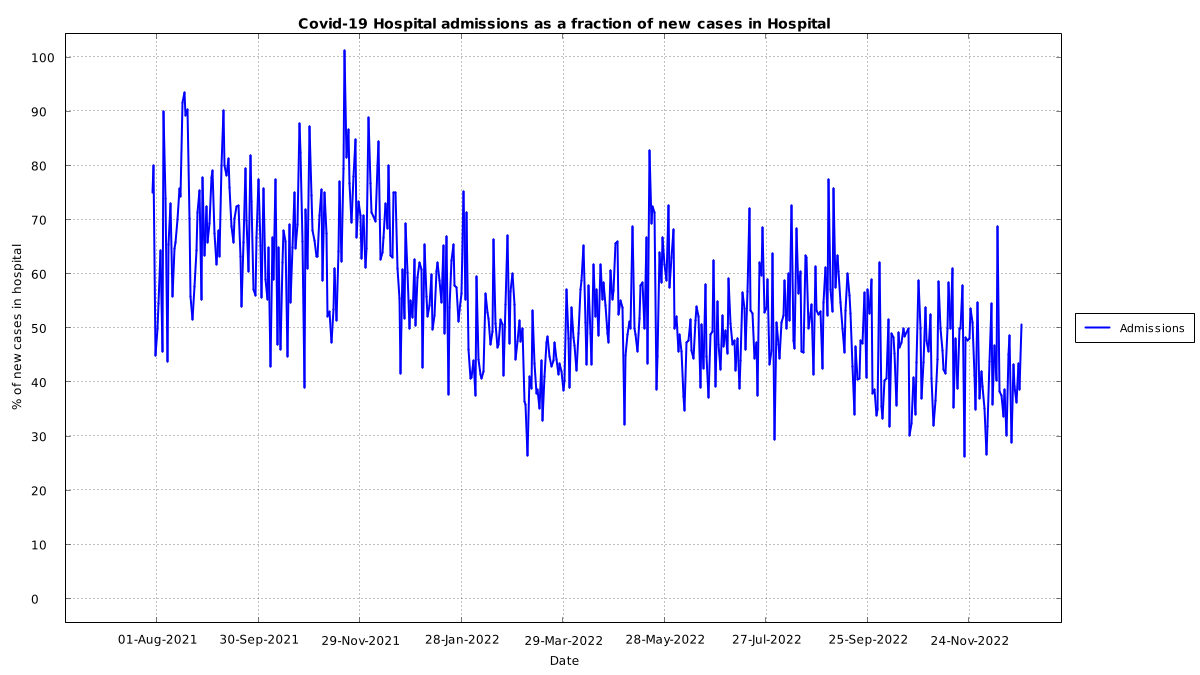 Covid-19 Hospital admissions as a fraction of new cases in Hospital
100
90
80
70
60
50
40
30
20
10
0
% of new cases in hospital
01-Aug-2021 30-Sep-2021 29-Nov-2021 28-Jan-2022 29-Mar-2022 28-May-2022 27-Jul-2022 25-Sep-2022 24-Nov-2022
Date
Admissions